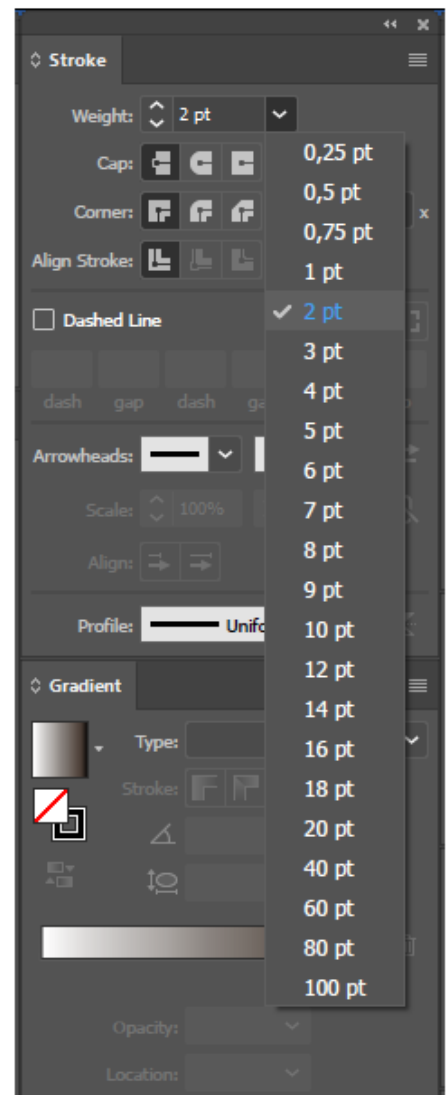 Stroke
Weight: 2 pt
Cap:
Corner:
x
Align Stroke:
Dashed Line
dash gap dash
Arrowheads:
Scale: 100%
Align:
Profile:
Gradient
Type:
Stroke:
Opacity:
Location:
0,25 pt
0,5 pt
0,75 pt
1 pt
2 pt
3 pt
4 pt
5 pt
6 pt
7 pt
8 pt
9 pt
10 pt
12 pt
14 pt
16 pt
18 pt
20 pt
40 pt
60 pt
80 pt
100 pt